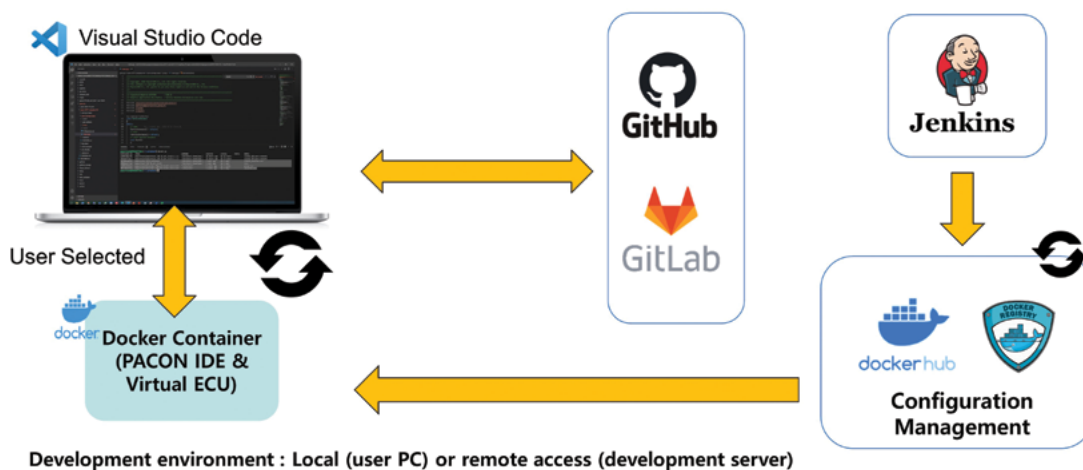 Visual Studio Code
User Selected
docker
Docker Container
(PACON IDE &
Virtual ECU)
GitHub
GitLab
Jenkins
dockerhub
DOCKER
REGISTRY
Configuration
Management
Development environment : Local (user PC) or remote access (development server)